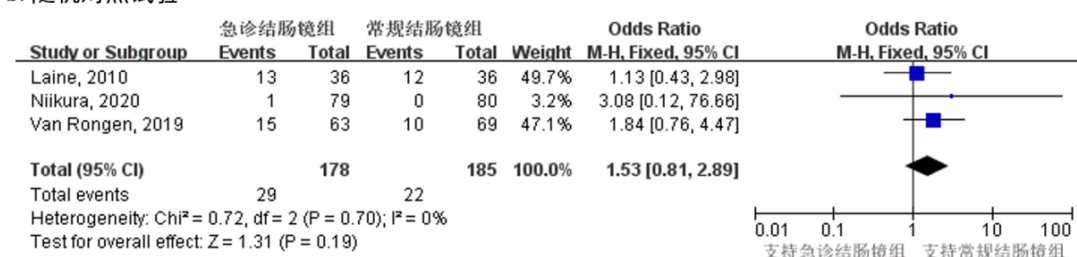 急诊结肠镜组 常规结肠镜组 Odds Ratio Odds Ratio
Study or Subgroup Events Total Events Total Weight M-H, Fixed, 95% CI M-H, Fixed, 95% CI
Laine, 2010 13 36 12 36 49.7% 1.13 [0.43, 2.98]
Niikura, 2020 1 79 0 80 3.2% 3.08 [0.12, 76.66]
Van Rongen, 2019 15 63 10 69 47.1% 1.84 [0.76, 4.47]
Total (95% CI) 178 185 100.0% 1.53 [0.81, 2.89]
Total events 29 22
Heterogeneity: Chi² = 0.72, df = 2 (P = 0.70); I² = 0%
Test for overall effect: Z = 1.31 (P = 0.19)
0.01 0.1 1 10 100
支持急诊结肠镜组 支持常规结肠镜组